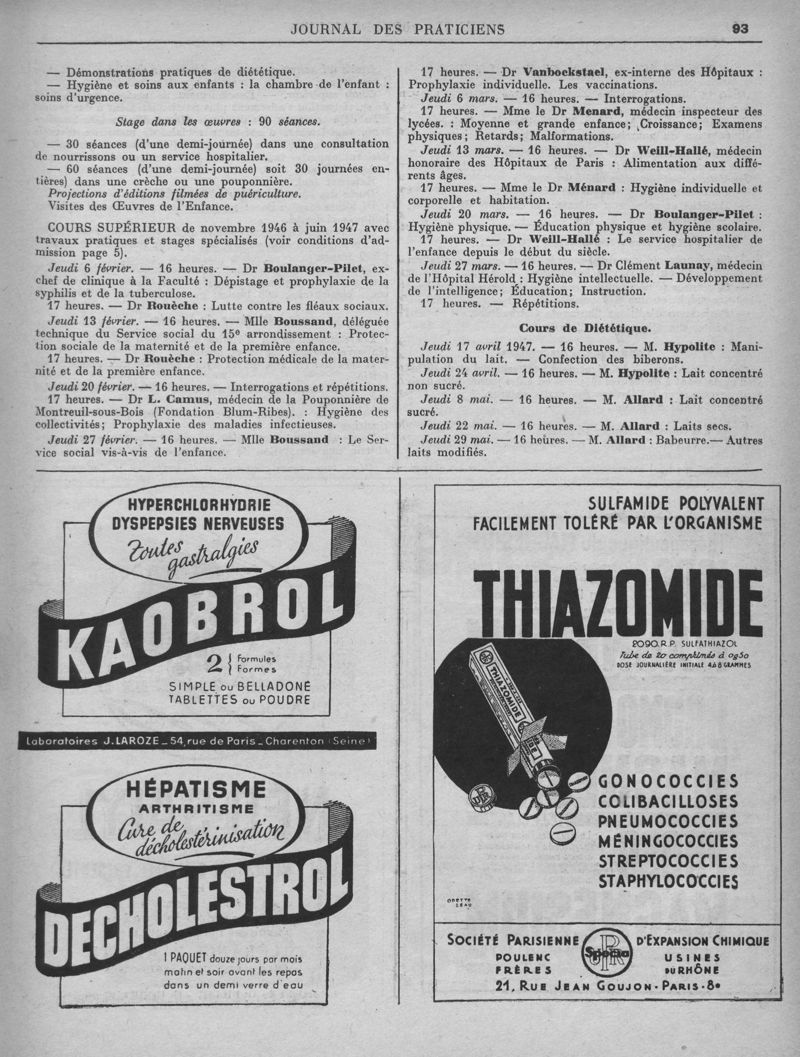 JOURNAL DES PRATICIENS 93
— Démonstrations pratiques de diététique.
— Hygiène et soins aux enfants : la chambre de l'enfant :
soins d'urgence.
Stage dans les œuvres : 90 séances.
— 30 séances (d'une demi-journée) dans une consultation
de nourrissons ou un service hospitalier.
— 60 séances (d'une demi-journée) soit 30 journées en-
tières) dans une crèche ou une pouponnière.
Projections d'éditions filmées de puériculture.
Visites des Œuvres de l'Enfance.
COURS SUPÉRIEUR de novembre 1946 à juin 1947 avec
travaux pratiques et stages spécialisés (voir conditions d'ad-
mission page 5).
Jeudi 6 février. — 16 heures. — Dr Boulanger-Pilet, ex-
chef de clinique à la Faculté : Dépistage et prophylaxie de la
syphilis et de la tuberculose.
17 heures. — Dr Rouèche : Lutte contre les fléaux sociaux.
Jeudi 13 février. — 16 heures. — Mlle Boussand, déléguée
technique du Service social du 15e arrondissement : Protec-
tion sociale de la maternité et de la première enfance.
17 heures. — Dr Rouèche : Protection médicale de la mater-
nité et de la première enfance.
Jeudi 20 février. — 16 heures. — Interrogations et répétitions.
17 heures. — Dr L. Camus, médecin de la Pouponnière de
Montreuil-sous-Bois (Fondation Blum-Ribes). : Hygiène des
collectivités; Prophylaxie des maladies infectieuses.
Jeudi 27 février. — 16 heures. — Mlle Boussand : Le Ser-
vice social vis-à-vis de l'enfance.
17 heures. — Dr Vanbockstael, ex-interne des Hôpitaux :
Prophylaxie individuelle. Les vaccinations.
Jeudi 6 mars. — 16 heures. — Interrogations.
17 heures. — Mme le Dr Menard, médecin inspecteur des
lycées. : Moyenne et grande enfance; Croissance; Examens
physiques; Retards; Malformations.
Jeudi 13 mars. — 16 heures. — Dr Weill-Hallé, médecin
honoraire des Hôpitaux de Paris : Alimentation aux diffé-
rents âges.
17 heures. — Mme le Dr Ménard : Hygiène individuelle et
corporelle et habitation.
Jeudi 20 mars. — 16 heures. — Dr Boulanger-Pilet :
Hygiène physique. — Éducation physique et hygiène scolaire.
17 heures. — Dr Weill-Hallé : Le service hospitalier de
l'enfance depuis le début du siècle.
Jeudi 27 mars. — 16 heures. — Dr Clément Launay, médecin
de l'Hôpital Hérold : Hygiène intellectuelle. — Développement
de l'intelligence; Éducation; Instruction.
17 heures. — Répétitions.
Cours de Diététique.
Jeudi 17 avril 1947. — 16 heures. — M. Hypolite : Mani-
pulation du lait. — Confection des biberons.
Jeudi 24 avril. — 16 heures. — M. Hypolite : Lait concentré
non sucré.
Jeudi 8 mai. — 16 heures. — M. Allard : Lait concentré
sucré.
Jeudi 22 mai. — 16 heures. — M. Allard : Laits secs.
Jeudi 29 mai. — 16 heures. — M. Allard : Babeurre. — Autres
laits modifiés.
HYPERCHLORHYDRIE
DYSPEPSIES NERVEUSES
Toutes
gastralgies
KAOBROL
2 Formules
Formes
SIMPLE OU BELLADONÉ
TABLETTES OU POUDRE
Laboratoires J. LAROZE _ 54, rue de Paris _ Charenton (Seine)
HÉPATISME
ARTHRITISME
Cure de
décholestérinisation
DECHOLESTROL
1 PAQUET douze jours par mois
matin et soir avant les repas
dans un demi verre d'eau
SULFAMIDE POLYVALENT
FACILEMENT TOLÉRÉ PAR L'ORGANISME
THIAZOMIDE
2090. R.P. SULFATHIAZOL
Tube de 20 comprimés à 0g50
DOSE JOURNALIÈRE INITIALE 4 à 8 GRAMMES
THIAZOMIDE
GONOCOCCIES
COLIBACILLOSES
PNEUMOCOCCIES
MÉNINGOCOCCIES
STREPTOCOCCIES
STAPHYLOCOCCIES
SOCIÉTÉ PARISIENNE Specia D'EXPANSION CHIMIQUE
POULENC USINES
FRÈRES DU RHÔNE
21, RUE JEAN GOUJON - PARIS - 8e